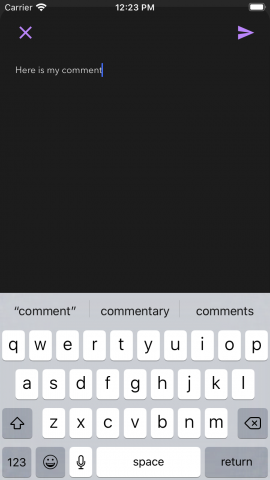 Carrier 12:23 PM
Here is my comment
“comment” commentary comments
q w e r t y u i o p
a s d f g h j k l
z x c v b n m
123 space return